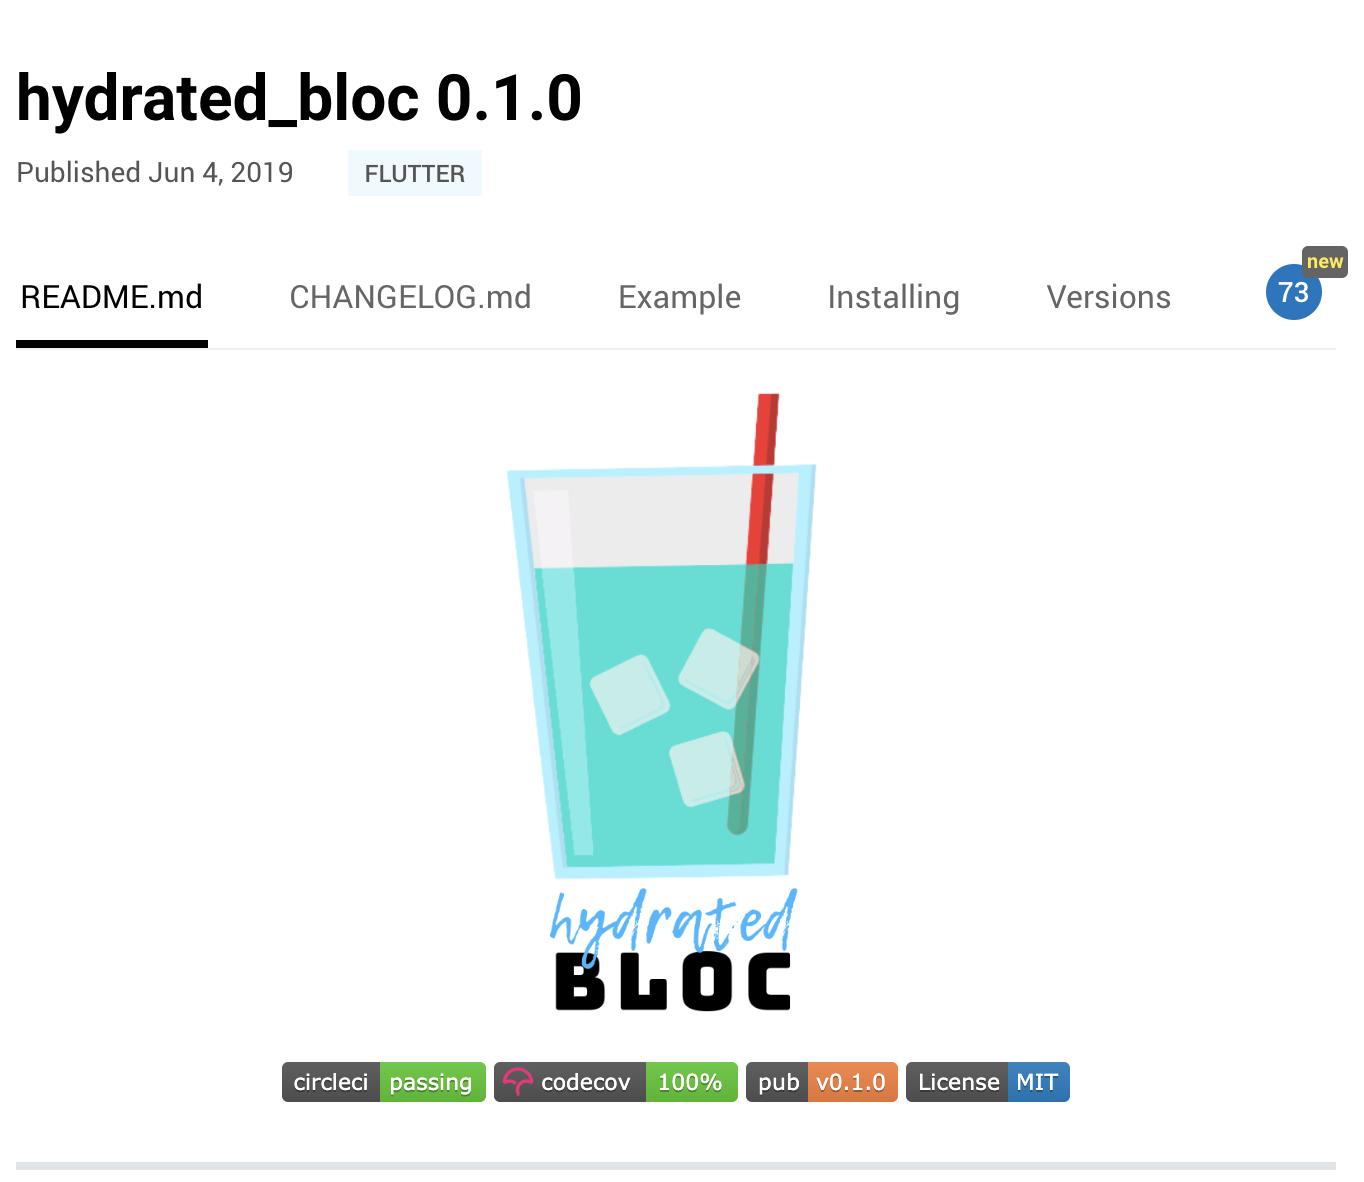 hydrated_bloc 0.1.0
Published Jun 4, 2019 FLUTTER
README.md CHANGELOG.md Example Installing Versions 73 new
hydrated
BLOC
circleci passing codecov 100% pub v0.1.0 License MIT